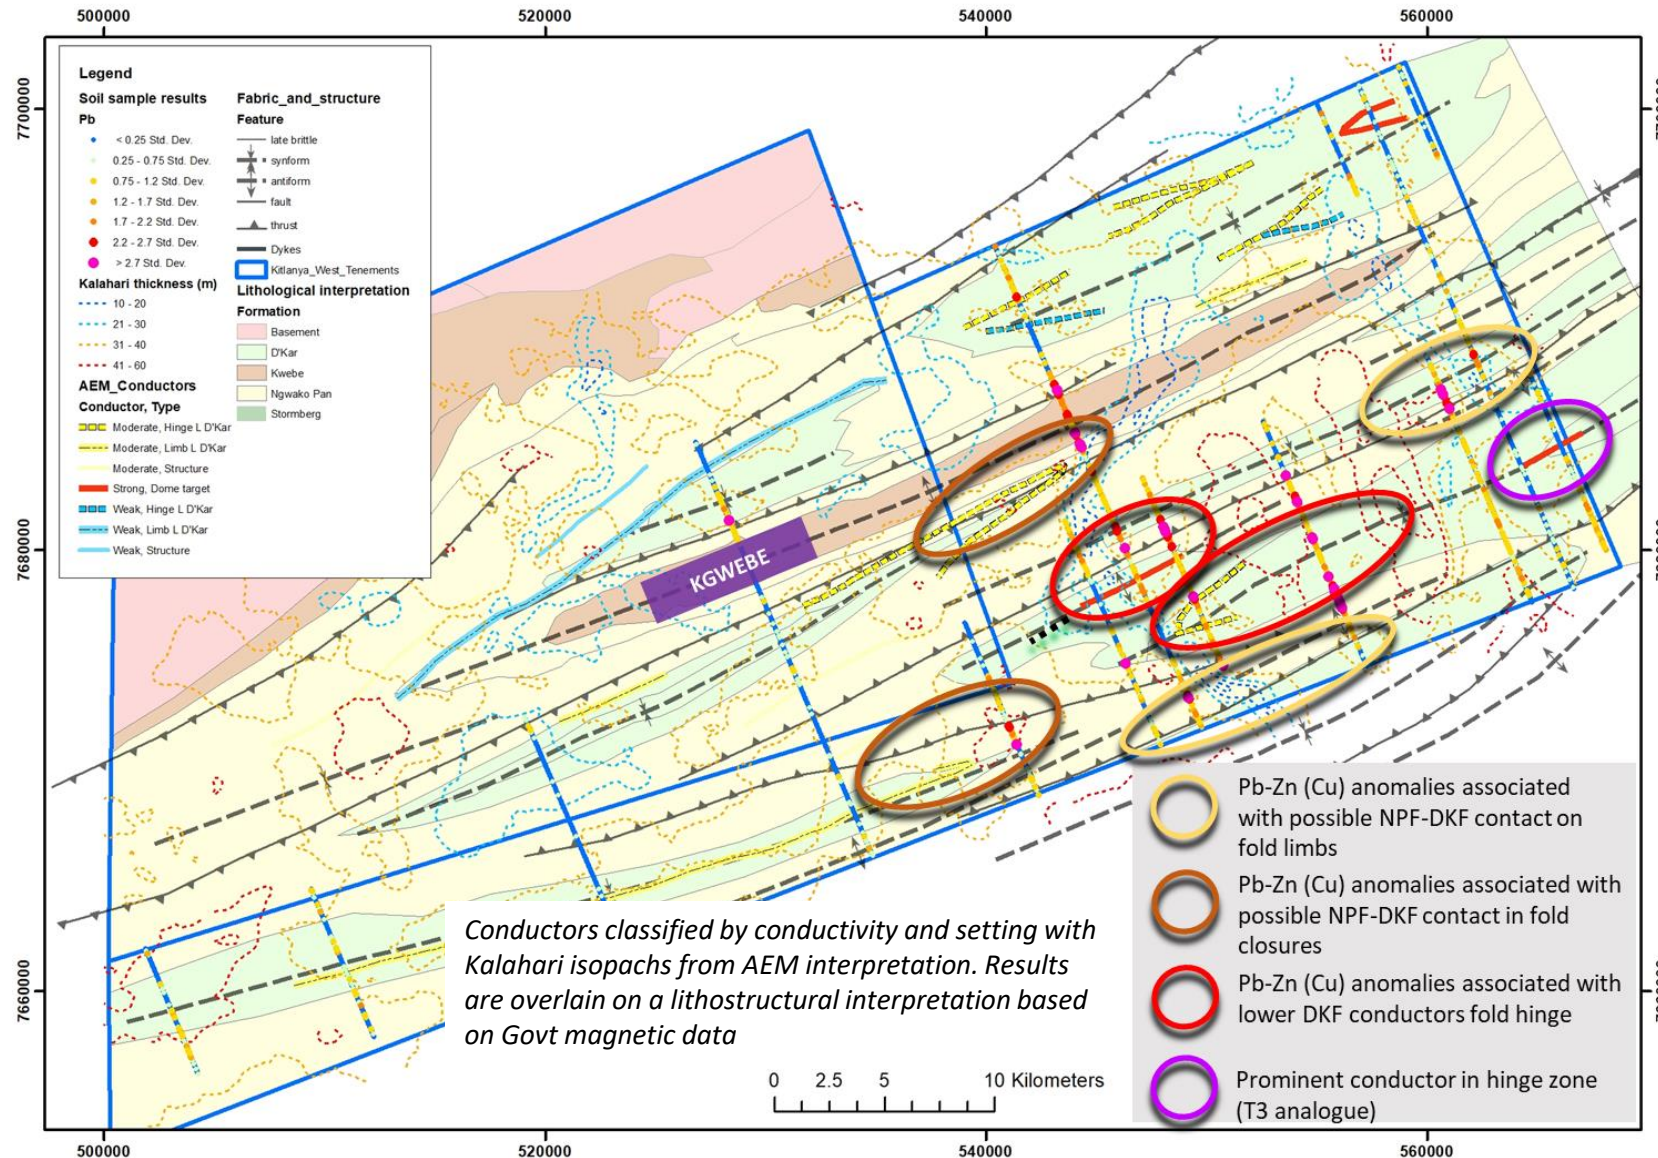 500000
520000
540000
560000
7700000
7680000
7660000
Legend
Soil sample results
Pb
< 0.25 Std. Dev.
0.25 - 0.75 Std. Dev.
0.75 - 1.2 Std. Dev.
1.2 - 1.7 Std. Dev.
1.7 - 2.2 Std. Dev.
2.2 - 2.7 Std. Dev.
> 2.7 Std. Dev.
Kalahari thickness (m)
10 - 20
21 - 30
31 - 40
41 - 60
AEM_Conductors
Conductor, Type
Moderate, Hinge L D'Kar
Moderate, Limb L D'Kar
Moderate, Structure
Strong, Dome target
Weak, Hinge L D'Kar
Weak, Limb L D'Kar
Weak, Structure
Fabric_and_structure
Feature
late brittle
synform
antiform
fault
thrust
Dykes
Kitlanya_West_Tenements
Lithological interpretation
Formation
Basement
D'Kar
Kwebe
Ngwako Pan
Stormberg
KGWEBE
Conductors classified by conductivity and setting with
Kalahari isopachs from AEM interpretation. Results
are overlain on a lithostructural interpretation based
on Govt magnetic data
0 2.5 5 10 Kilometers
Pb-Zn (Cu) anomalies associated
with possible NPF-DKF contact on
fold limbs
Pb-Zn (Cu) anomalies associated with
possible NPF-DKF contact in fold
closures
Pb-Zn (Cu) anomalies associated with
lower DKF conductors fold hinge
Prominent conductor in hinge zone
(T3 analogue)
500000
520000
540000
560000